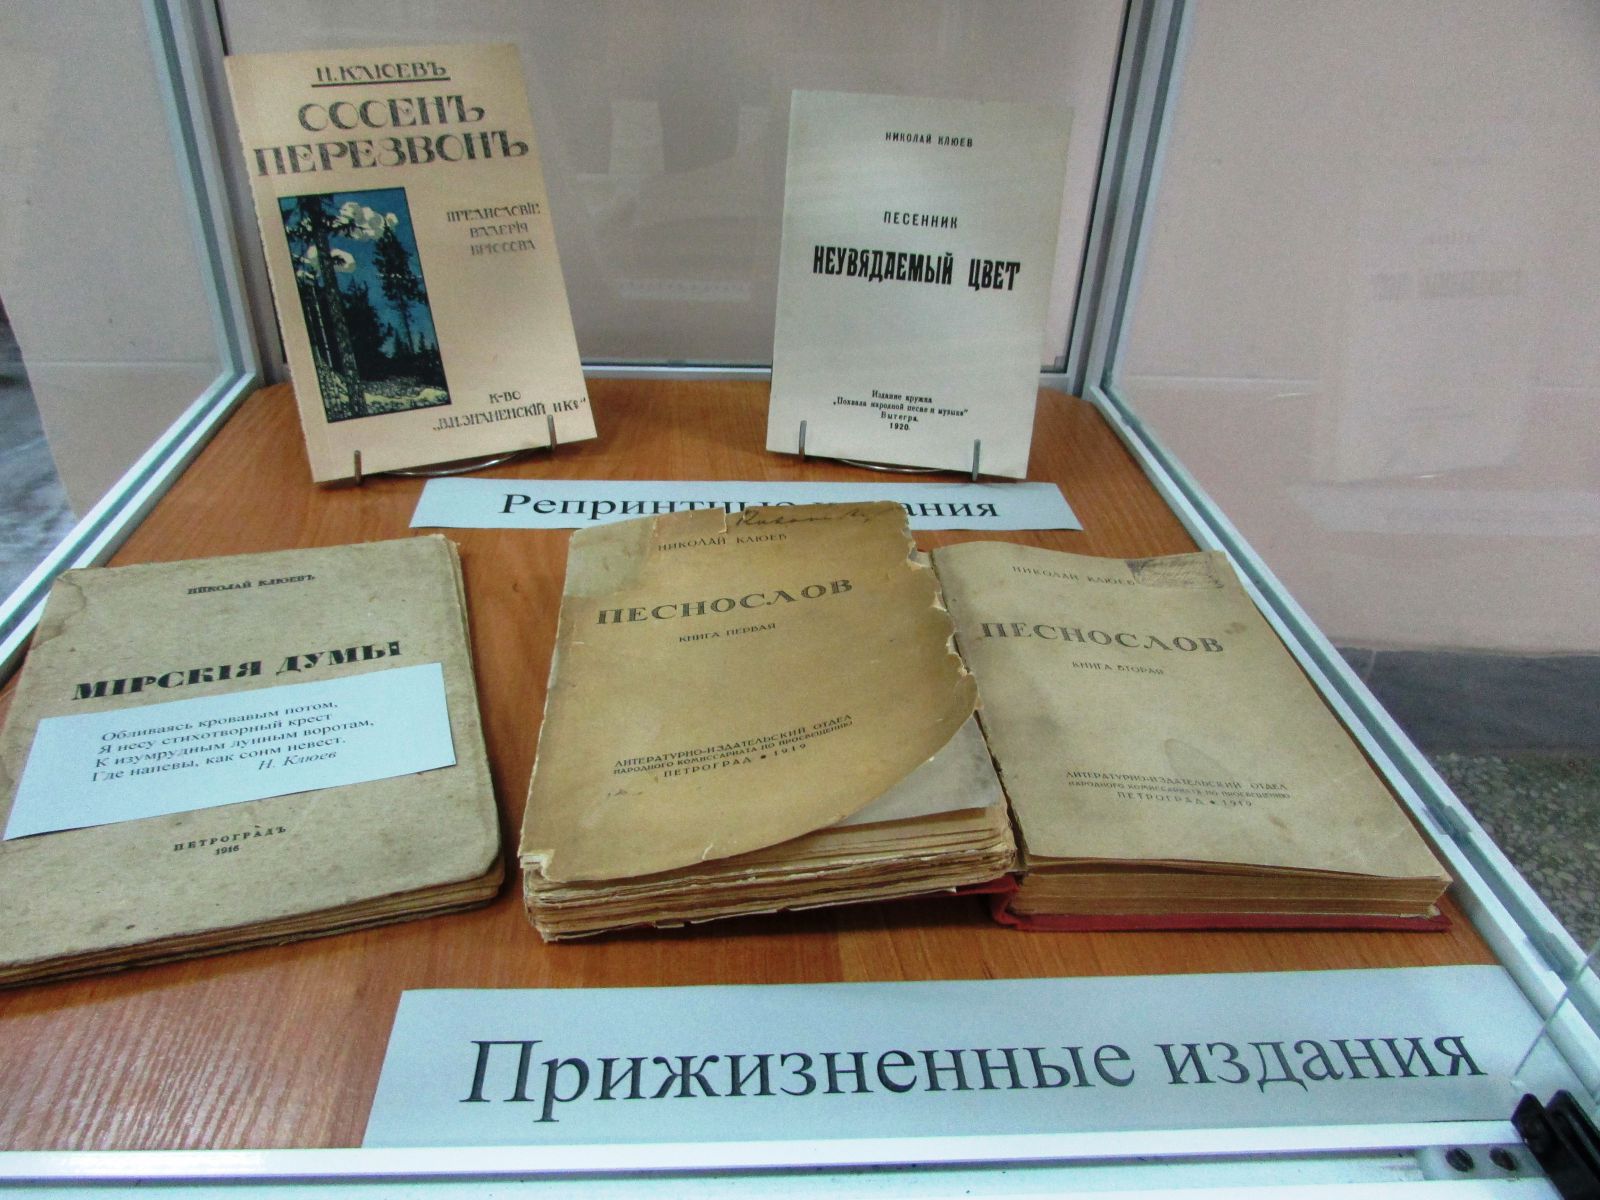 Н. КЛЮЕВЪ
СОСЕНЪ
ПЕРЕЗВОНЪ
ПРЕДИСЛОВІЕ
ВАЛЕРІЯ
БРЮСОВА
К-ВО
„В.И. ЗНАМЕНСКІЙ И Ко"
НИКОЛАЙ КЛЮЕВ
ПЕСЕННИК
НЕУВЯДАЕМЫЙ ЦВЕТ
Издание кружка
„Похвала народной песне и музыке"
Вытегра.
1920.
Репринтные издания
НИКОЛАЙ КЛЮЕВЪ
МІРСКІЯ ДУМЫ
Обливаясь кровавым потом,
Я несу стихотворный крест
К изумрудным лунным воротам,
Где напевы, как сонм невест.
Н. Клюев
ПЕТРОГРАДЪ
1916
НИКОЛАЙ КЛЮЕВ
ПЕСНОСЛОВ
КНИГА ПЕРВАЯ
ЛИТЕРАТУРНО-ИЗДАТЕЛЬСКИЙ ОТДЕЛ
НАРОДНОГО КОМИССАРИАТА ПО ПРОСВЕЩЕНИЮ
ПЕТРОГРАД • 1919
НИКОЛАЙ КЛЮЕВ
ПЕСНОСЛОВ
КНИГА ВТОРАЯ
ЛИТЕРАТУРНО-ИЗДАТЕЛЬСКИЙ ОТДЕЛ
НАРОДНОГО КОМИССАРИАТА ПО ПРОСВЕЩЕНИЮ
ПЕТРОГРАД • 1919
Прижизненные издания